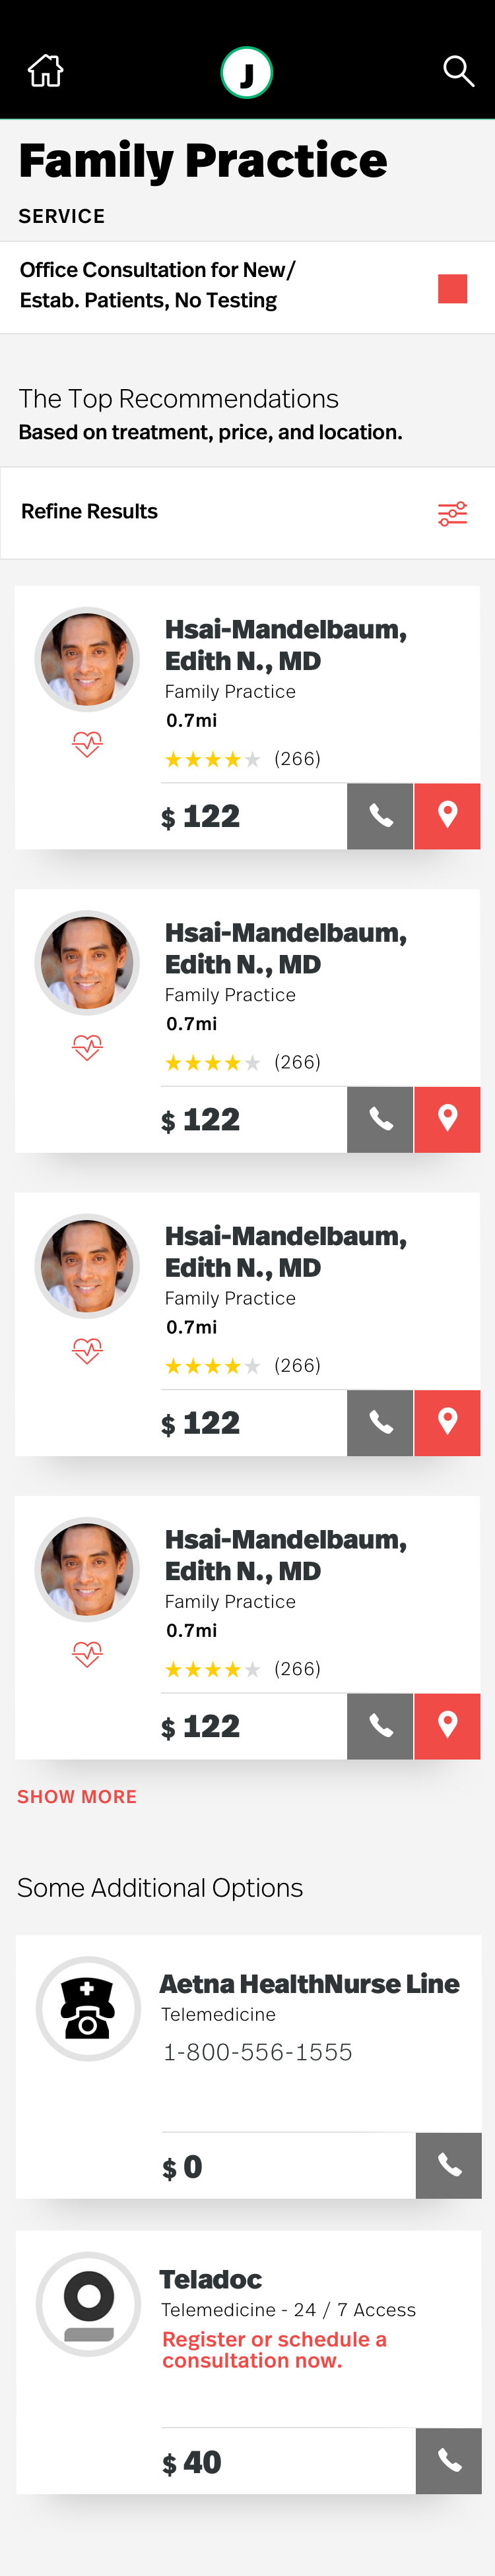 J
Family Practice
SERVICE
Office Consultation for New/
Estab. Patients, No Testing
The Top Recommendations
Based on treatment, price, and location.
Refine Results
Hsai-Mandelbaum,
Edith N., MD
Family Practice
0.7mi
(266)
$ 122
Hsai-Mandelbaum,
Edith N., MD
Family Practice
0.7mi
(266)
$ 122
Hsai-Mandelbaum,
Edith N., MD
Family Practice
0.7mi
(266)
$ 122
Hsai-Mandelbaum,
Edith N., MD
Family Practice
0.7mi
(266)
$ 122
SHOW MORE
Some Additional Options
Aetna HealthNurse Line
Telemedicine
1-800-556-1555
$ 0
Teladoc
Telemedicine - 24 / 7 Access
Register or schedule a
consultation now.
$ 40